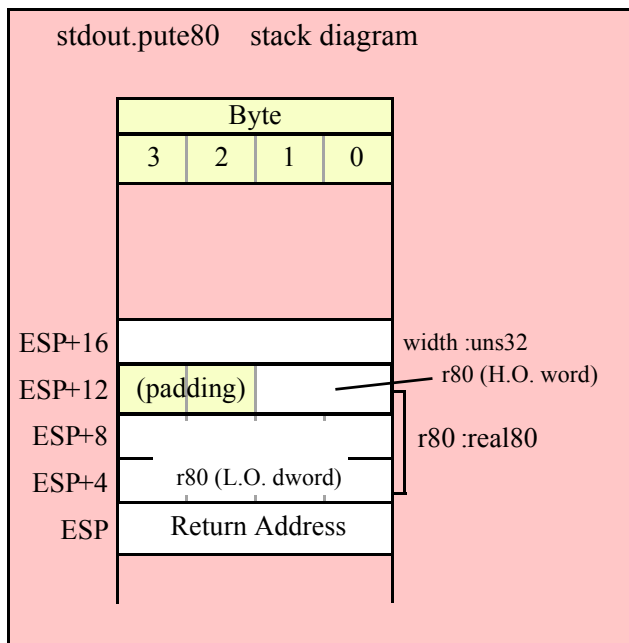 stdout.pute80 stack diagram
Byte
3 2 1 0
ESP+16 width :uns32
ESP+12 (padding) r80 (H.O. word)
ESP+8 r80 :real80
ESP+4 r80 (L.O. dword)
ESP Return Address